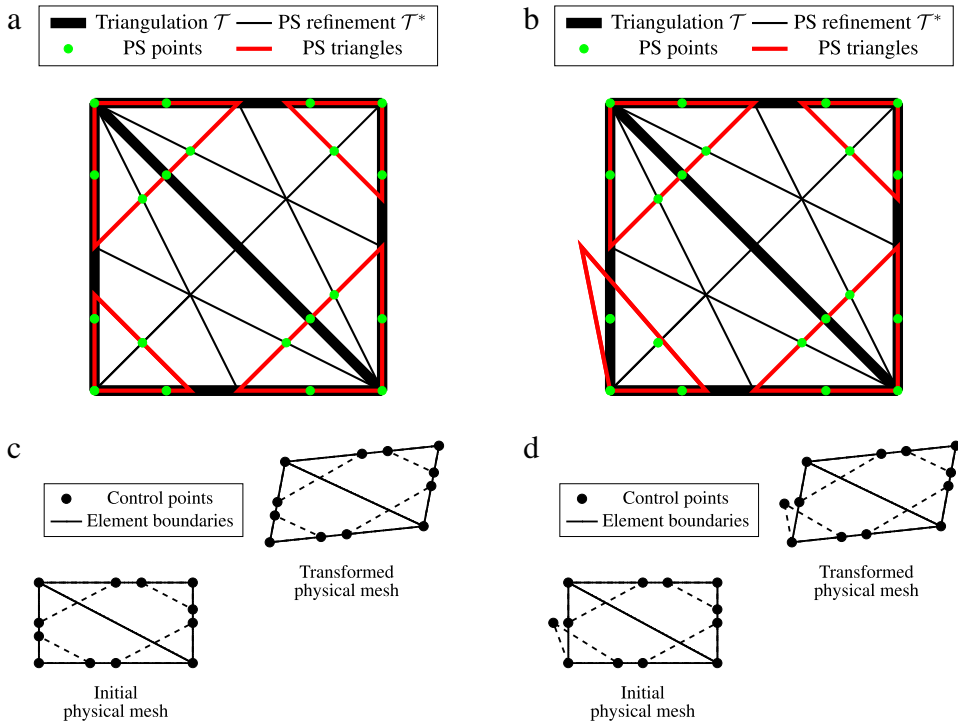 a
Triangulation 𝒯 PS refinement 𝒯*
PS points PS triangles
b
Triangulation 𝒯 PS refinement 𝒯*
PS points PS triangles
c
Control points
Element boundaries
Transformed
physical mesh
Initial
physical mesh
d
Control points
Element boundaries
Transformed
physical mesh
Initial
physical mesh